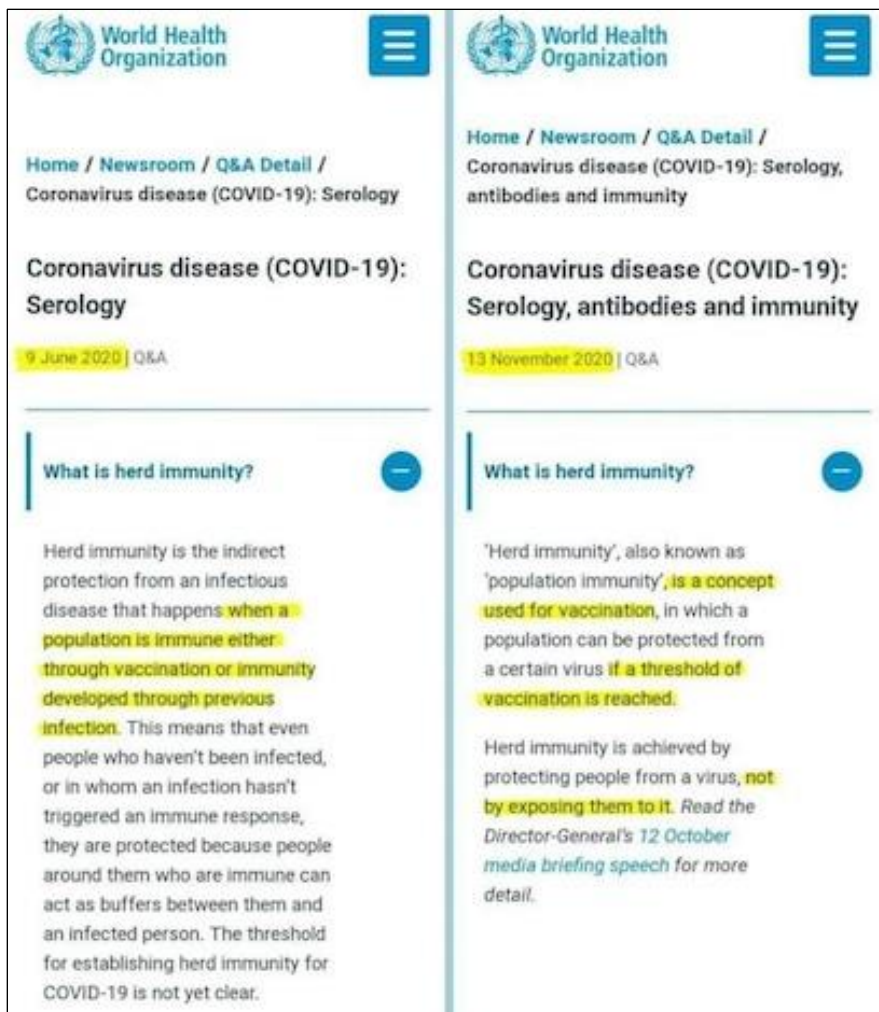 World Health
Organization
Home / Newsroom / Q&A Detail /
Coronavirus disease (COVID-19): Serology
Coronavirus disease (COVID-19):
Serology
9 June 2020 | Q&A
What is herd immunity?
Herd immunity is the indirect
protection from an infectious
disease that happens when a
population is immune either
through vaccination or immunity
developed through previous
infection. This means that even
people who haven't been infected,
or in whom an infection hasn't
triggered an immune response,
they are protected because people
around them who are immune can
act as buffers between them and
an infected person. The threshold
for establishing herd immunity for
COVID-19 is not yet clear.
World Health
Organization
Home / Newsroom / Q&A Detail /
Coronavirus disease (COVID-19): Serology,
antibodies and immunity
Coronavirus disease (COVID-19):
Serology, antibodies and immunity
13 November 2020 | Q&A
What is herd immunity?
'Herd immunity', also known as
'population immunity', is a concept
used for vaccination, in which a
population can be protected from
a certain virus if a threshold of
vaccination is reached.
Herd immunity is achieved by
protecting people from a virus, not
by exposing them to it. Read the
Director-General's 12 October
media briefing speech for more
detail.